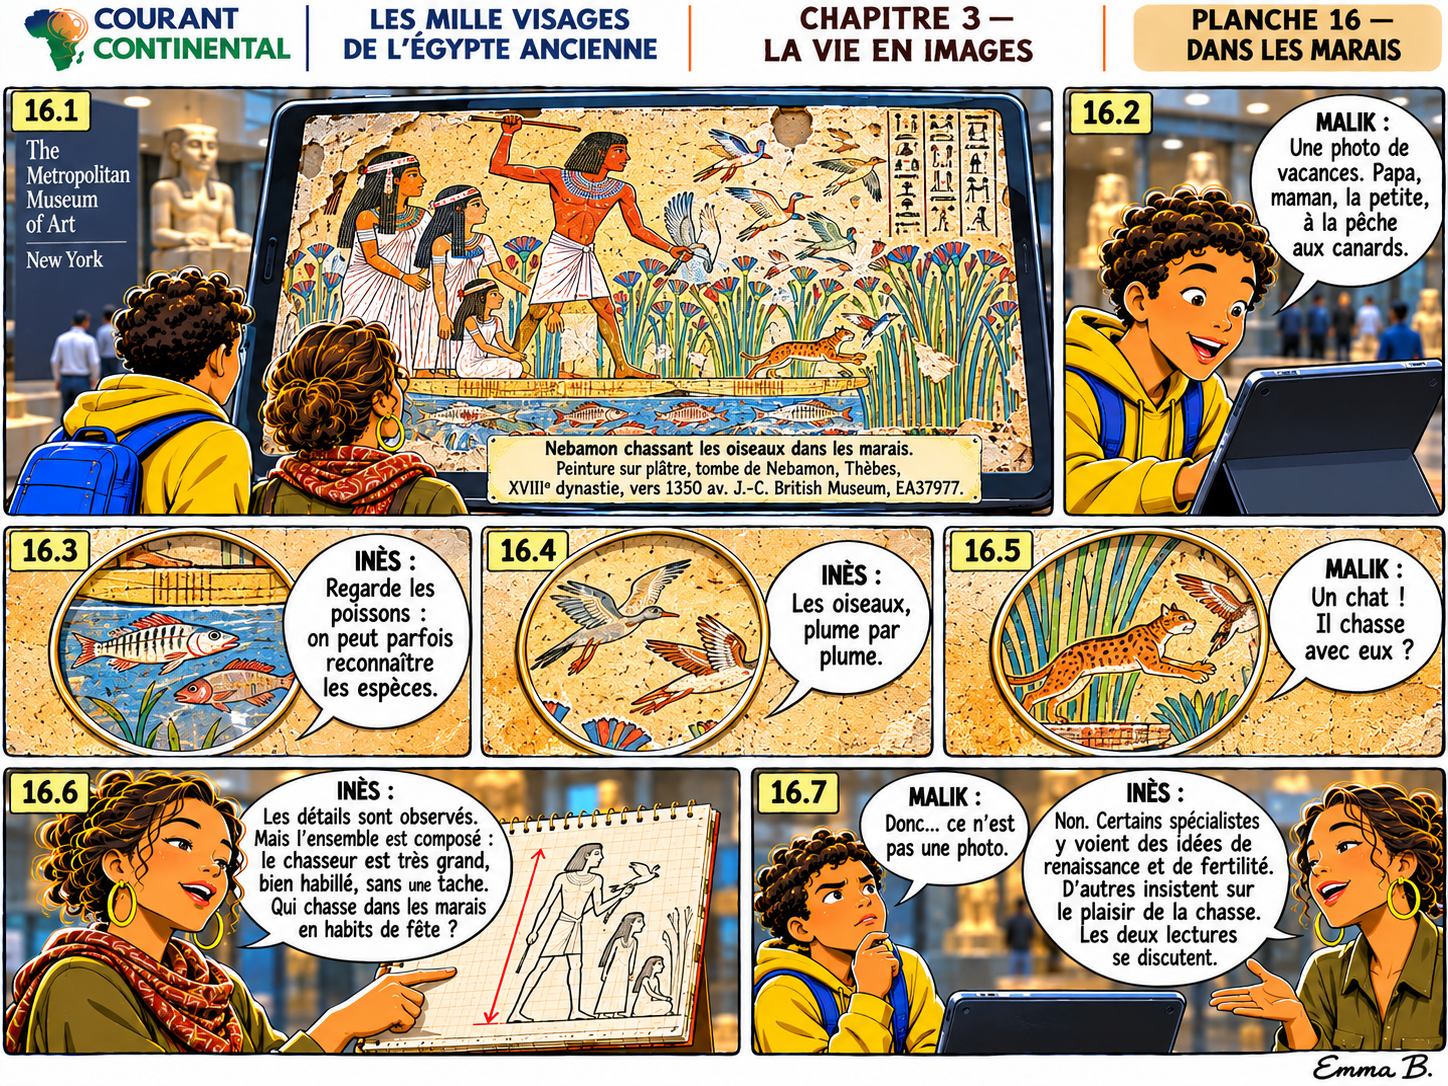 COURANT
CONTINENTAL
LES MILLE VISAGES
DE L'ÉGYPTE ANCIENNE
CHAPITRE 3 —
LA VIE EN IMAGES
PLANCHE 16 —
DANS LES MARAIS
16.1
The
Metropolitan
Museum
of Art
New York
Nebamon chassant les oiseaux dans les marais.
Peinture sur plâtre, tombe de Nebamon, Thèbes,
XVIIIe dynastie, vers 1350 av. J.-C. British Museum, EA37977.
16.2
MALIK :
Une photo de
vacances. Papa,
maman, la petite,
à la pêche
aux canards.
16.3
INÈS :
Regarde les
poissons :
on peut parfois
reconnaître
les espèces.
16.4
INÈS :
Les oiseaux,
plume par
plume.
16.5
MALIK :
Un chat !
Il chasse
avec eux ?
16.6
INÈS :
Les détails sont observés.
Mais l'ensemble est composé :
le chasseur est très grand,
bien habillé, sans une tache.
Qui chasse dans les marais
en habits de fête ?
16.7
MALIK :
Donc... ce n'est
pas une photo.
INÈS :
Non. Certains spécialistes
y voient des idées de
renaissance et de fertilité.
D'autres insistent sur
le plaisir de la chasse.
Les deux lectures
se discutent.
Emma B.